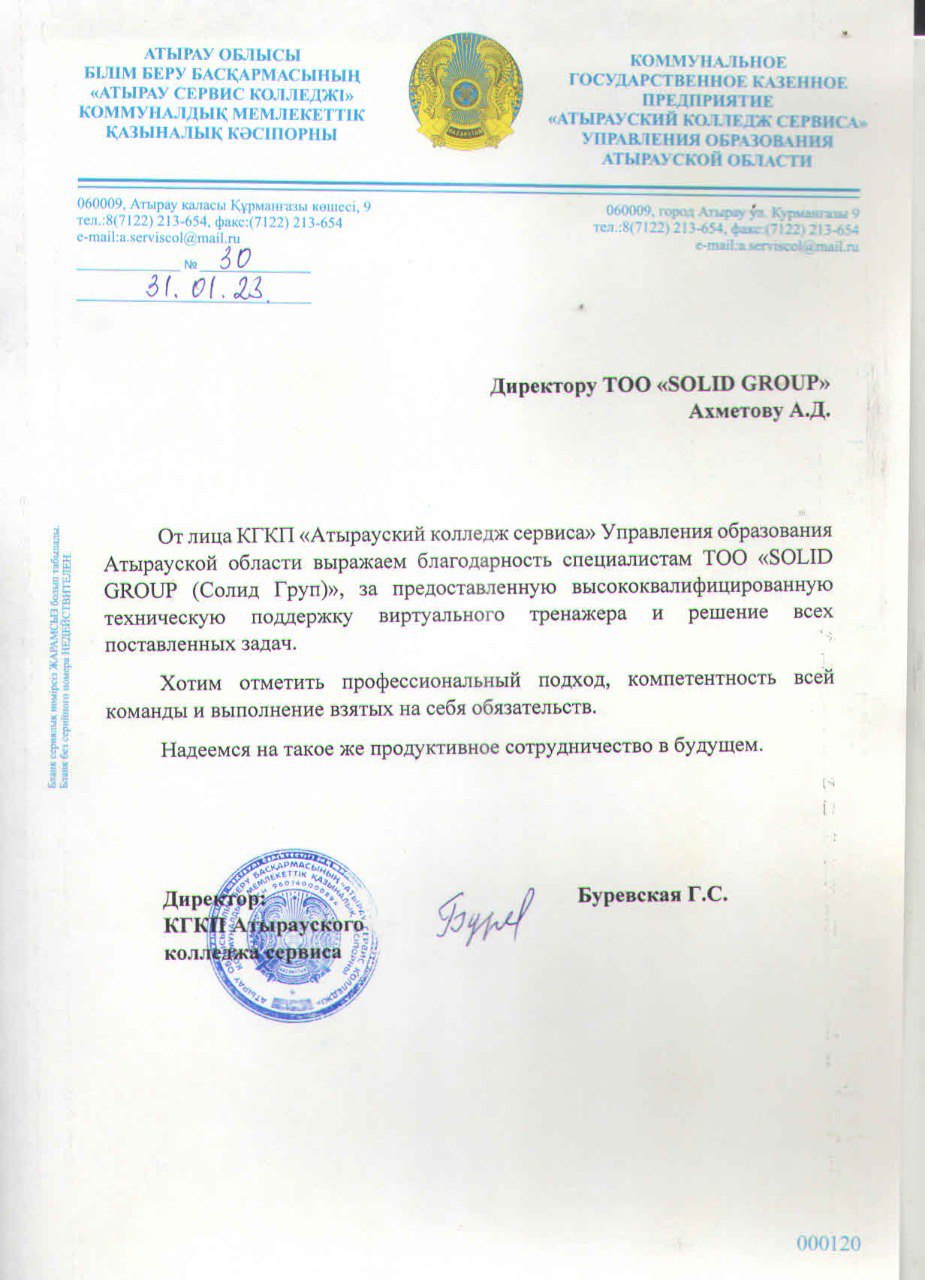 АТЫРАУ ОБЛЫСЫ
БІЛІМ БЕРУ БАСҚАРМАСЫНЫҢ
«АТЫРАУ СЕРВИС КОЛЛЕДЖІ»
КОММУНАЛДЫҚ МЕМЛЕКЕТТІК
ҚАЗЫНАЛЫҚ КӘСІПОРНЫ
КОММУНАЛЬНОЕ
ГОСУДАРСТВЕННОЕ КАЗЕННОЕ
ПРЕДПРИЯТИЕ
«АТЫРАУСКИЙ КОЛЛЕДЖ СЕРВИСА»
УПРАВЛЕНИЯ ОБРАЗОВАНИЯ
АТЫРАУСКОЙ ОБЛАСТИ
060009, Атырау қаласы Құрманғазы көшесі, 9
тел.:8(7122) 213-654, факс:(7122) 213-654
e-mail:a.serviscol@mail.ru
№ 30
31.01.23.
060009, город Атырау ул. Курмангазы 9
тел.:8(7122) 213-654, факс:(7122) 213-654
e-mail:a.serviscol@mail.ru
Директору ТОО «SOLID GROUP»
Ахметову А.Д.
От лица КГКП «Атырауский колледж сервиса» Управления образования
Атырауской области выражаем благодарность специалистам ТОО «SOLID
GROUP (Солид Груп)», за предоставленную высококвалифицированную
техническую поддержку виртуального тренажера и решение всех
поставленных задач.
Хотим отметить профессиональный подход, компетентность всей
команды и выполнение взятых на себя обязательств.
Надеемся на такое же продуктивное сотрудничество в будущем.
Бланк сериялық нөмірсіз ЖАРАМСЫЗ болып табылады.
Бланк без серийного номера НЕДЕЙСТВИТЕЛЕН.
Директор:
КГКП Атырауского
колледжа сервиса
Буревская Г.С.
000120